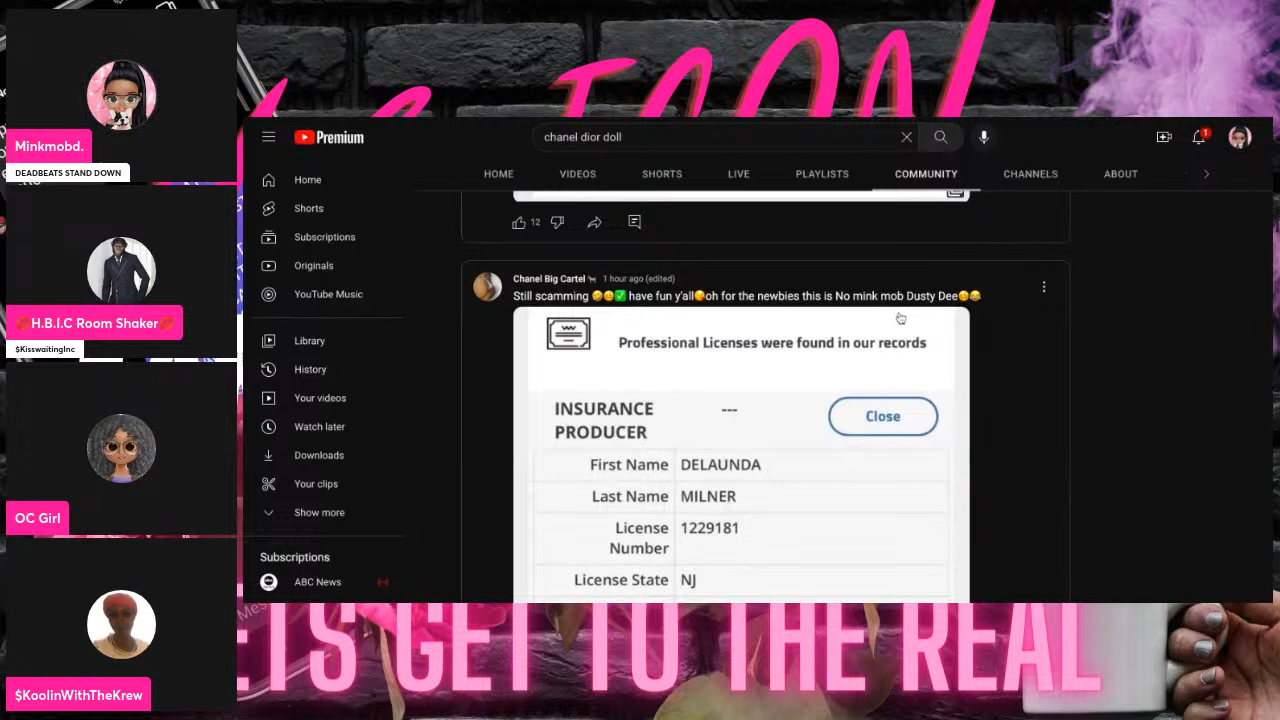 ICON
Minkmobd.
DEADBEATS STAND DOWN
H.B.I.C Room Shaker
$KisswaitingInc
OC Girl
$KoolinWithTheKrew
Premium
chanel dior doll
1
HOME
VIDEOS
SHORTS
LIVE
PLAYLISTS
COMMUNITY
CHANNELS
ABOUT
Home
Shorts
Subscriptions
Originals
YouTube Music
Library
History
Your videos
Watch later
Downloads
Your clips
Show more
Subscriptions
ABC News
12
Chanel Big Cartel 1 hour ago (edited)
Still scamming 🤣😊✅ have fun y'all😊oh for the newbies this is No mink mob Dusty Dee😊😂
Professional Licenses were found in our records
INSURANCE
PRODUCER
---
Close
First Name DELAUNDA
Last Name MILNER
License
Number
1229181
License State NJ
ETS GET TO THE REAL